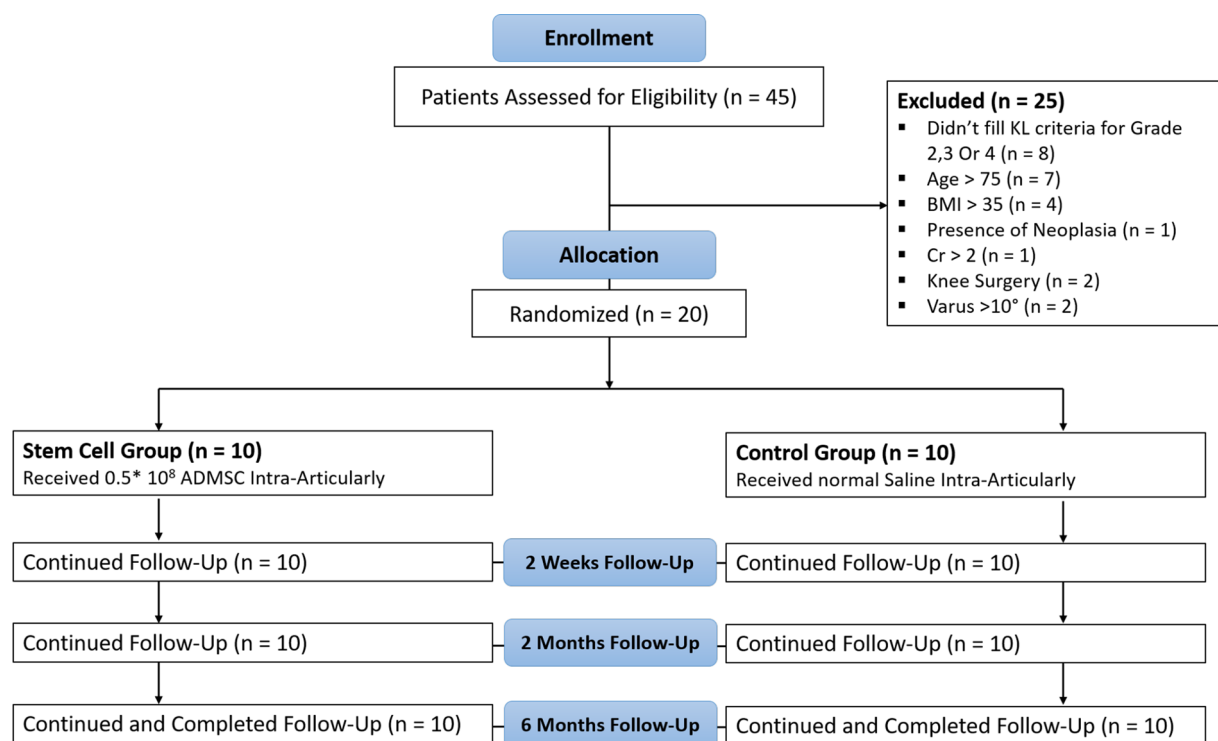 Enrollment
Patients Assessed for Eligibility (n = 45)
Excluded (n = 25)
▪ Didn’t fill KL criteria for Grade
2,3 Or 4 (n = 8)
▪ Age > 75 (n = 7)
▪ BMI > 35 (n = 4)
▪ Presence of Neoplasia (n = 1)
▪ Cr > 2 (n = 1)
▪ Knee Surgery (n = 2)
▪ Varus >10° (n = 2)
Allocation
Randomized (n = 20)
Stem Cell Group (n = 10)
Received 0.5* 10⁸ ADMSC Intra-Articularly
Control Group (n = 10)
Received normal Saline Intra-Articularly
Continued Follow-Up (n = 10)
2 Weeks Follow-Up
Continued Follow-Up (n = 10)
Continued Follow-Up (n = 10)
2 Months Follow-Up
Continued Follow-Up (n = 10)
Continued and Completed Follow-Up (n = 10)
6 Months Follow-Up
Continued and Completed Follow-Up (n = 10)